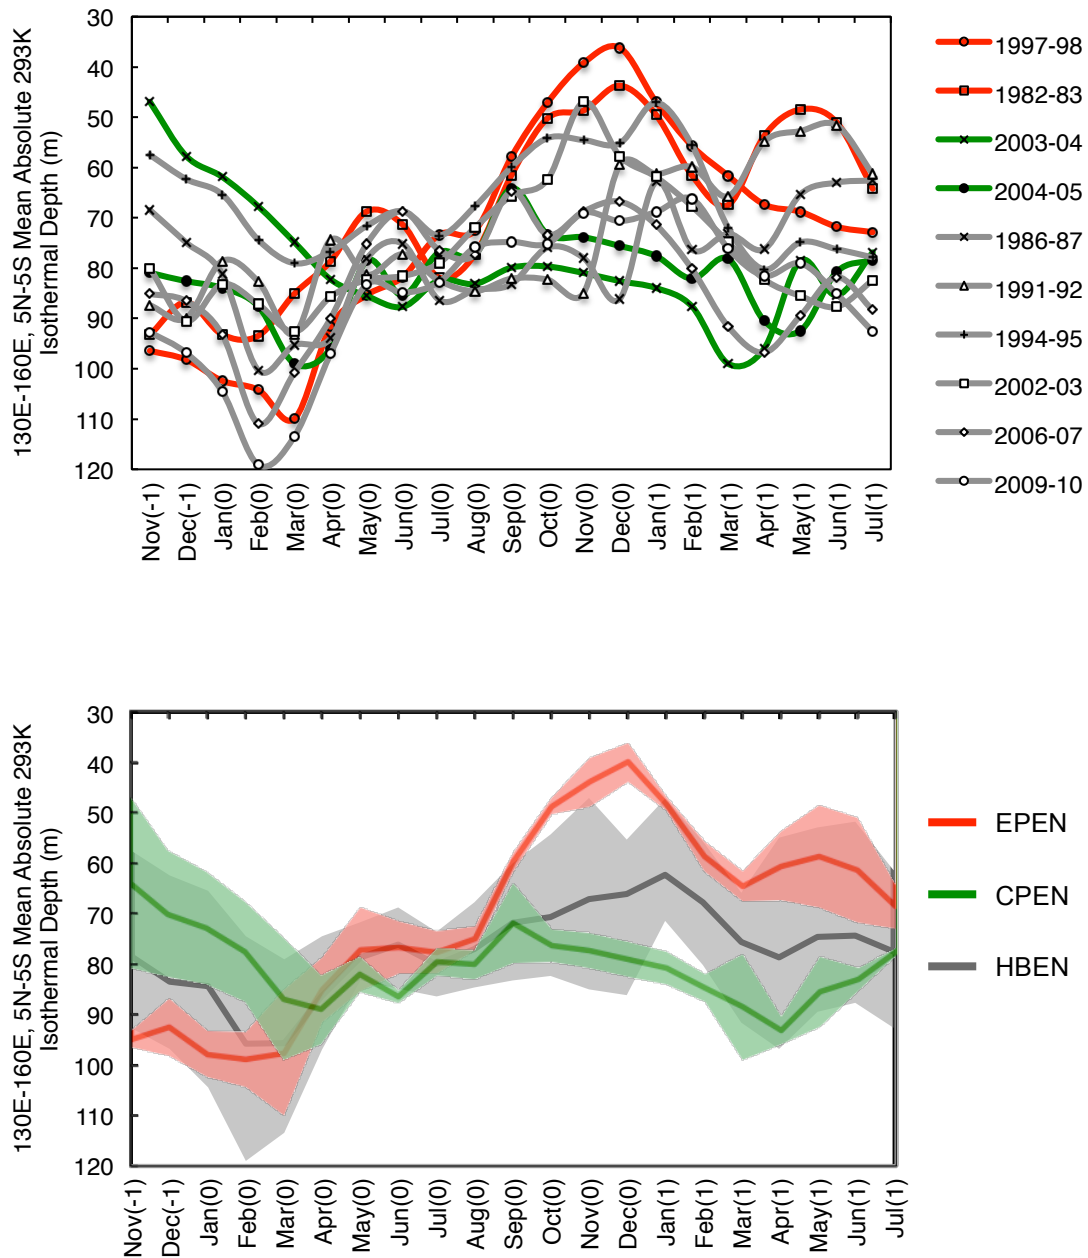 130E-160E, 5N-5S Mean Absolute 293K
Isothermal Depth (m)
30
40
50
60
70
80
90
100
110
120
Nov(-1)
Dec(-1)
Jan(0)
Feb(0)
Mar(0)
Apr(0)
May(0)
Jun(0)
Jul(0)
Aug(0)
Sep(0)
Oct(0)
Nov(0)
Dec(0)
Jan(1)
Feb(1)
Mar(1)
Apr(1)
May(1)
Jun(1)
Jul(1)
1997-98
1982-83
2003-04
2004-05
1986-87
1991-92
1994-95
2002-03
2006-07
2009-10
130E-160E, 5N-5S Mean Absolute 293K
Isothermal Depth (m)
30
40
50
60
70
80
90
100
110
120
Nov(-1)
Dec(-1)
Jan(0)
Feb(0)
Mar(0)
Apr(0)
May(0)
Jun(0)
Jul(0)
Aug(0)
Sep(0)
Oct(0)
Nov(0)
Dec(0)
Jan(1)
Feb(1)
Mar(1)
Apr(1)
May(1)
Jun(1)
Jul(1)
EPEN
CPEN
HBEN